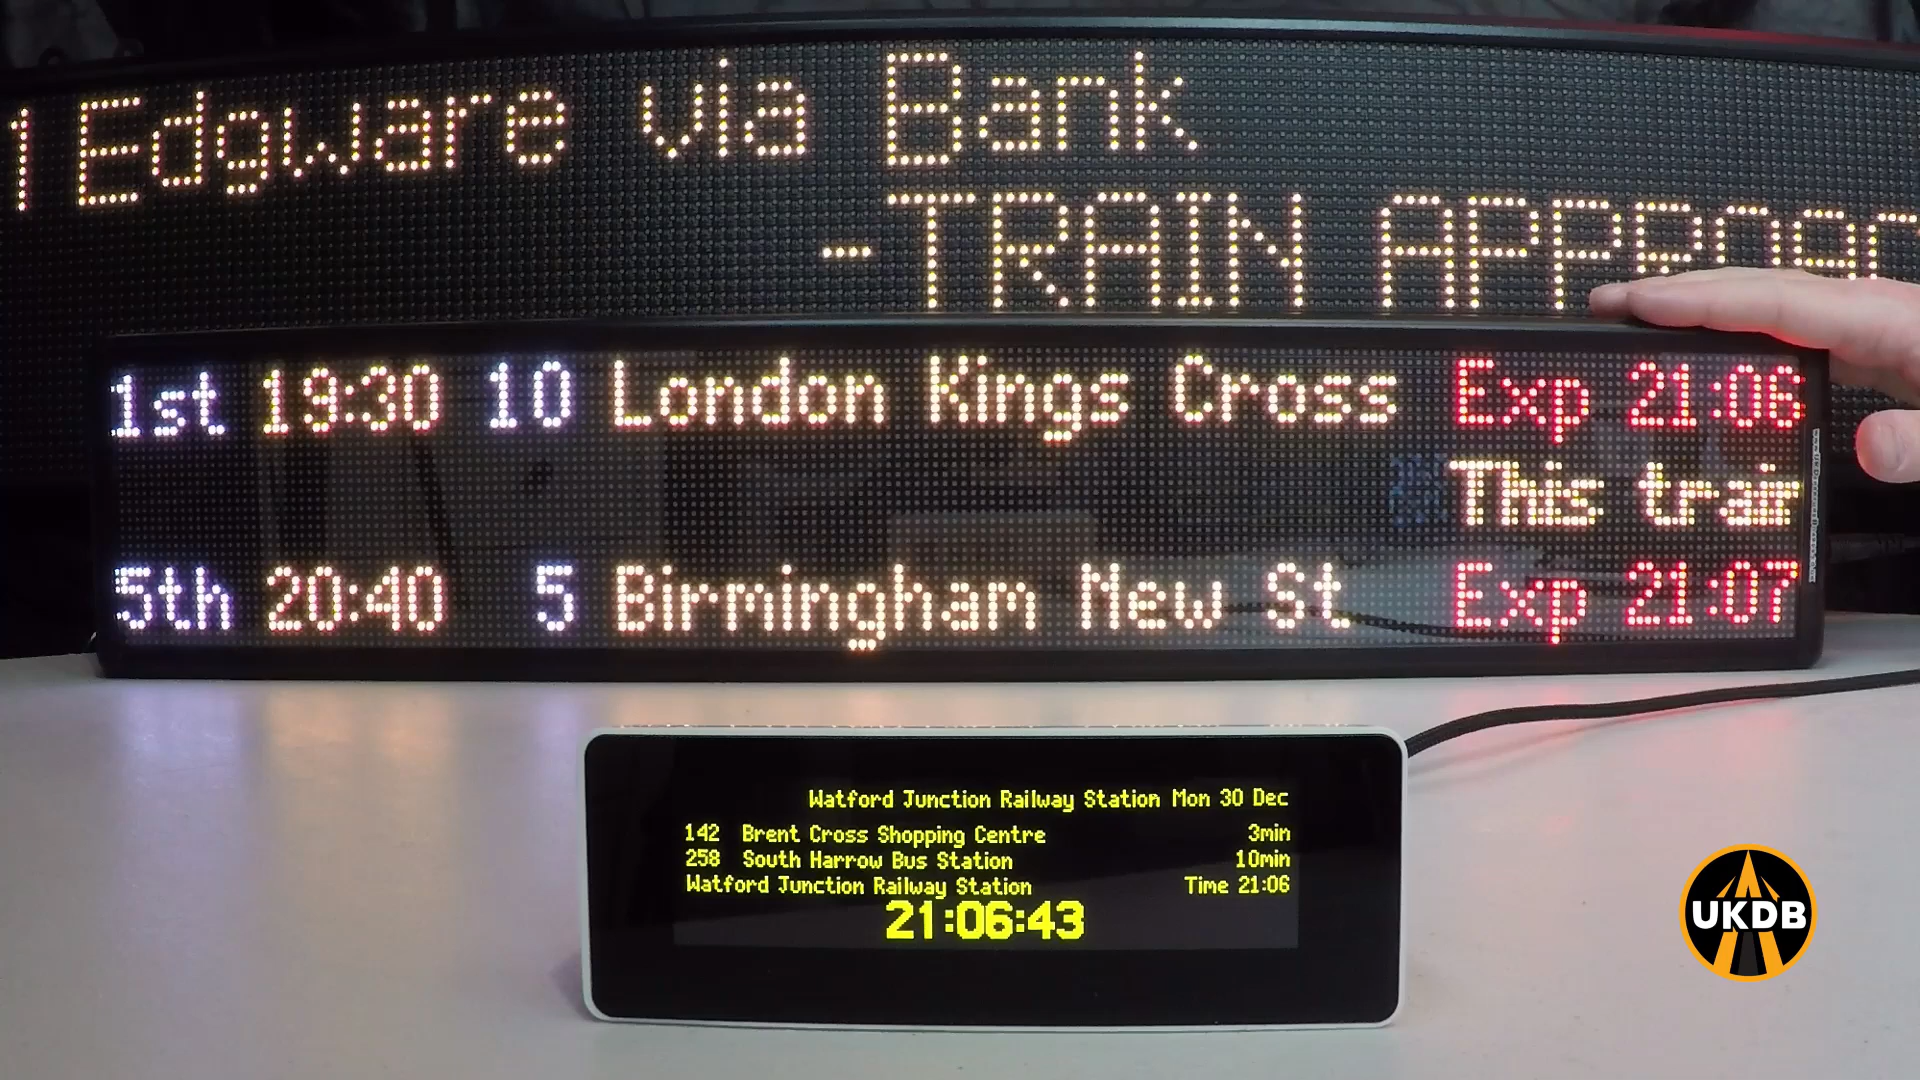 1 Edgware via Bank
-TRAIN APPROAC
1st 19:30 10 London Kings Cross Exp 21:06
This train
5th 20:40 5 Birmingham New St Exp 21:07
Watford Junction Railway Station Mon 30 Dec
142 Brent Cross Shopping Centre 3min
258 South Harrow Bus Station 10min
Watford Junction Railway Station Time 21:06
21:06:43
UKDB